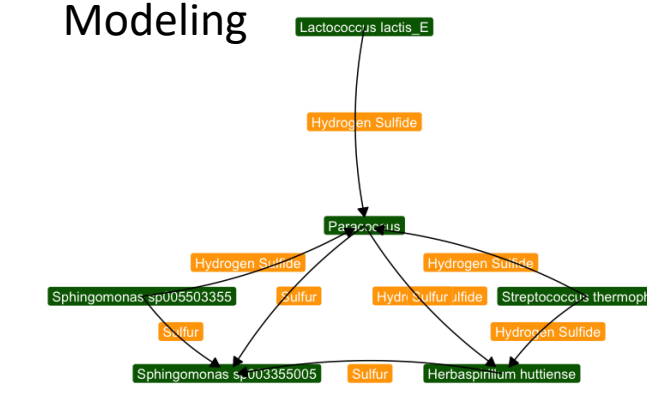 Modeling
Lactococcus lactis_E
Hydrogen Sulfide
Paracoccus
Hydrogen Sulfide
Hydrogen Sulfide
Sphingomonas sp005503355
Sulfur
Sulfur
Streptococcus thermoph
Sulfur
Hydrogen Sulfide
Sphingomonas sp003355005
Sulfur
Herbaspirillum huttiense